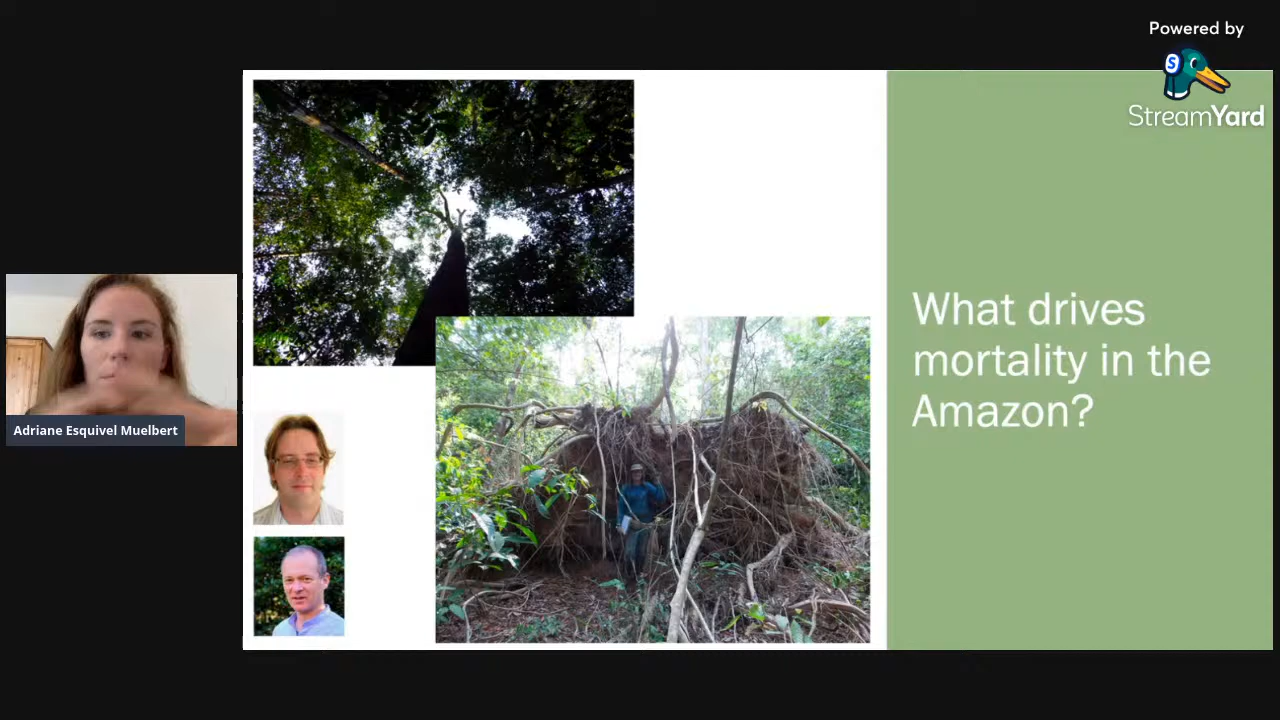 Powered by
S
StreamYard
What drives
mortality in the
Amazon?
Adriane Esquivel Muelbert